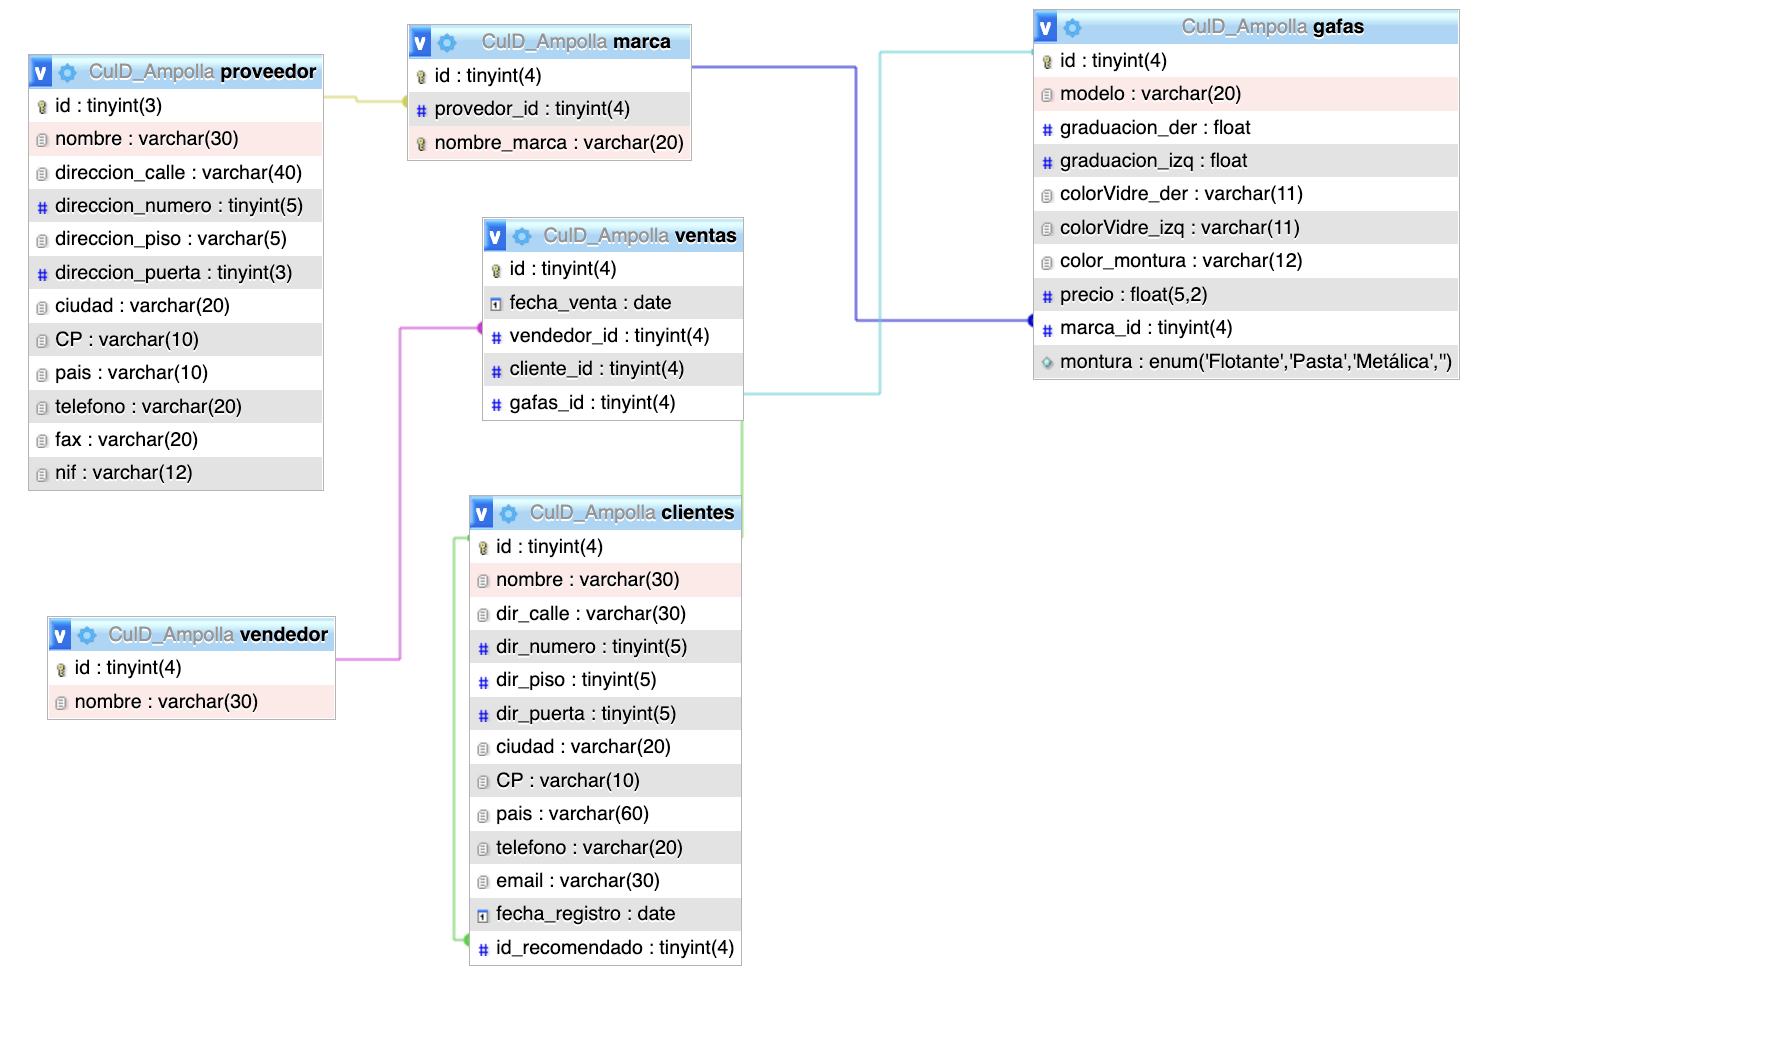 v CulD_Ampolla proveedor
id : tinyint(3)
nombre : varchar(30)
direccion_calle : varchar(40)
# direccion_numero : tinyint(5)
direccion_piso : varchar(5)
# direccion_puerta : tinyint(3)
ciudad : varchar(20)
CP : varchar(10)
pais : varchar(10)
telefono : varchar(20)
fax : varchar(20)
nif : varchar(12)
v CulD_Ampolla marca
id : tinyint(4)
# provedor_id : tinyint(4)
nombre_marca : varchar(20)
v CulD_Ampolla gafas
id : tinyint(4)
modelo : varchar(20)
# graduacion_der : float
# graduacion_izq : float
colorVidre_der : varchar(11)
colorVidre_izq : varchar(11)
color_montura : varchar(12)
# precio : float(5,2)
# marca_id : tinyint(4)
montura : enum('Flotante','Pasta','Metálica','')
v CulD_Ampolla ventas
id : tinyint(4)
fecha_venta : date
# vendedor_id : tinyint(4)
# cliente_id : tinyint(4)
# gafas_id : tinyint(4)
v CulD_Ampolla vendedor
id : tinyint(4)
nombre : varchar(30)
v CulD_Ampolla clientes
id : tinyint(4)
nombre : varchar(30)
dir_calle : varchar(30)
# dir_numero : tinyint(5)
# dir_piso : tinyint(5)
# dir_puerta : tinyint(5)
ciudad : varchar(20)
CP : varchar(10)
pais : varchar(60)
telefono : varchar(20)
email : varchar(30)
fecha_registro : date
# id_recomendado : tinyint(4)